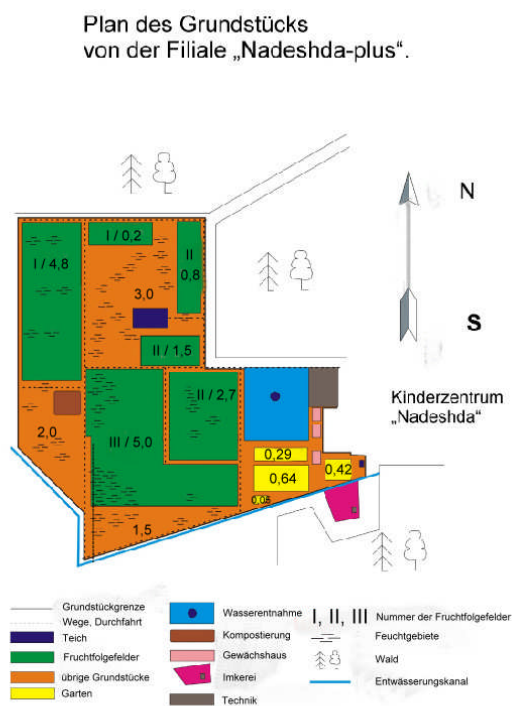 Plan des Grundstücks
von der Filiale „Nadeshda-plus“.
N
I / 0,2
I / 4,8
II
0,8
3,0
S
II / 1,5
Kinderzentrum
„Nadeshda“
II / 2,7
2,0
III / 5,0
0,29
0,42
0,64
0,06
1,5
Grundstückgrenze
Wege, Durchfahrt
Teich
Fruchtfolgefelder
übrige Grundstücke
Garten
Wasserentnahme
Kompostierung
Gewächshaus
Imkerei
Technik
I, II, III Nummer der Fruchtfolgefelder
Feuchtgebiete
Wald
Entwässerungskanal